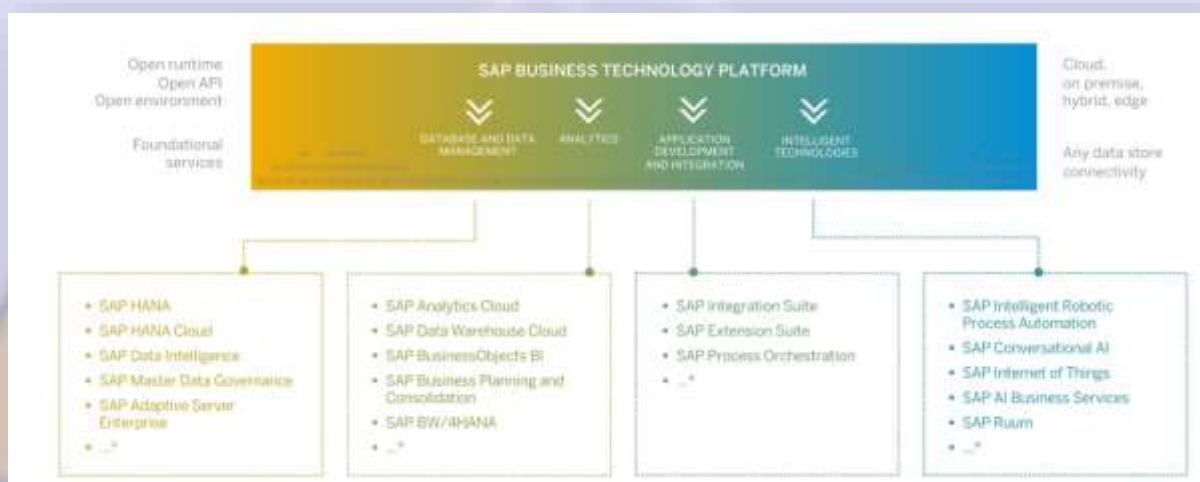 Open runtime
Open API
Open environment
Foundational
services
SAP BUSINESS TECHNOLOGY PLATFORM
DATABASE AND DATA
MANAGEMENT
ANALYTICS
APPLICATION
DEVELOPMENT
AND INTEGRATION
INTELLIGENT
TECHNOLOGIES
Cloud,
on premise,
hybrid, edge
Any data store
connectivity
• SAP HANA
• SAP HANA Cloud
• SAP Data Intelligence
• SAP Master Data Governance
• SAP Adaptive Server
Enterprise
• ...*
• SAP Analytics Cloud
• SAP Data Warehouse Cloud
• SAP BusinessObjects BI
• SAP Business Planning and
Consolidation
• SAP BW/4HANA
• ...*
• SAP Integration Suite
• SAP Extension Suite
• SAP Process Orchestration
• ...*
• SAP Intelligent Robotic
Process Automation
• SAP Conversational AI
• SAP Internet of Things
• SAP AI Business Services
• SAP Ruum
• ...*